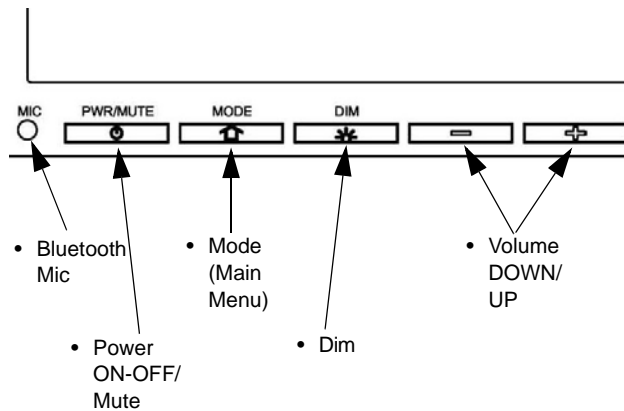 MIC PWR/MUTE MODE DIM
• Bluetooth
Mic
• Mode
(Main
Menu)
• Volume
DOWN/
UP
• Power
ON-OFF/
Mute
• Dim